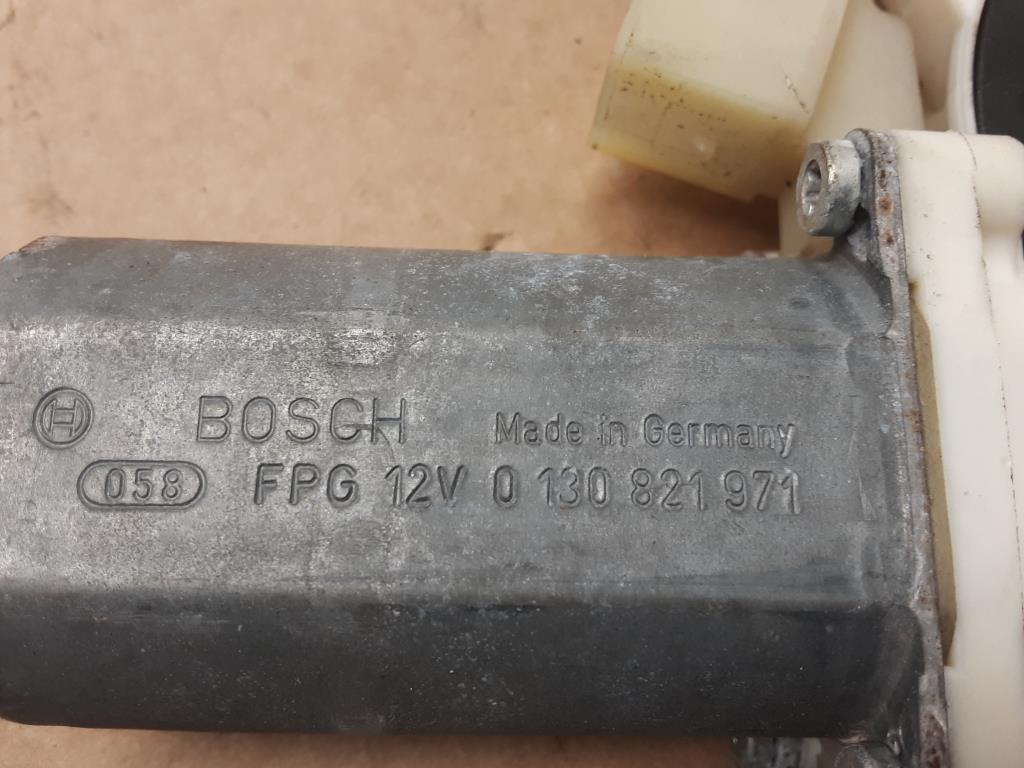 BOSCH Made in Germany
058 FPG 12V 0 130 821 971